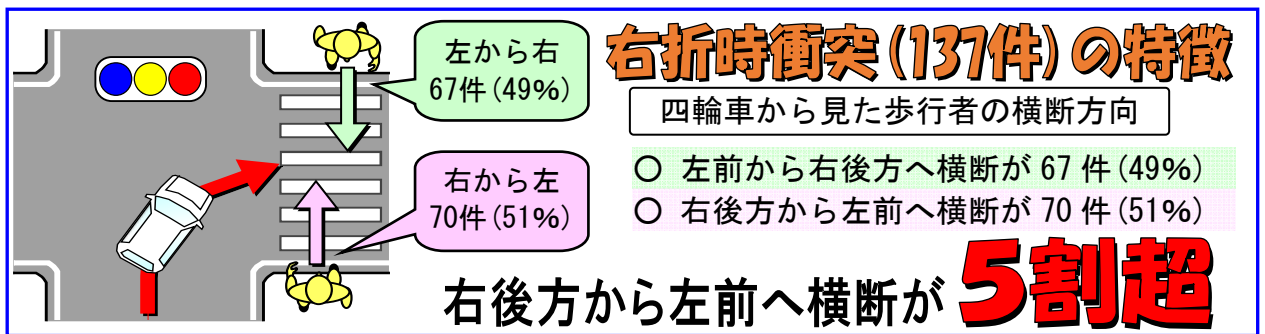 左から右
67件(49%)
右から左
70件(51%)
右折時衝突(137件)の特徴
四輪車から見た歩行者の横断方向
○ 左前から右後方へ横断が 67 件(49%)
○ 右後方から左前へ横断が 70 件(51%)
右後方から左前へ横断が 5割超